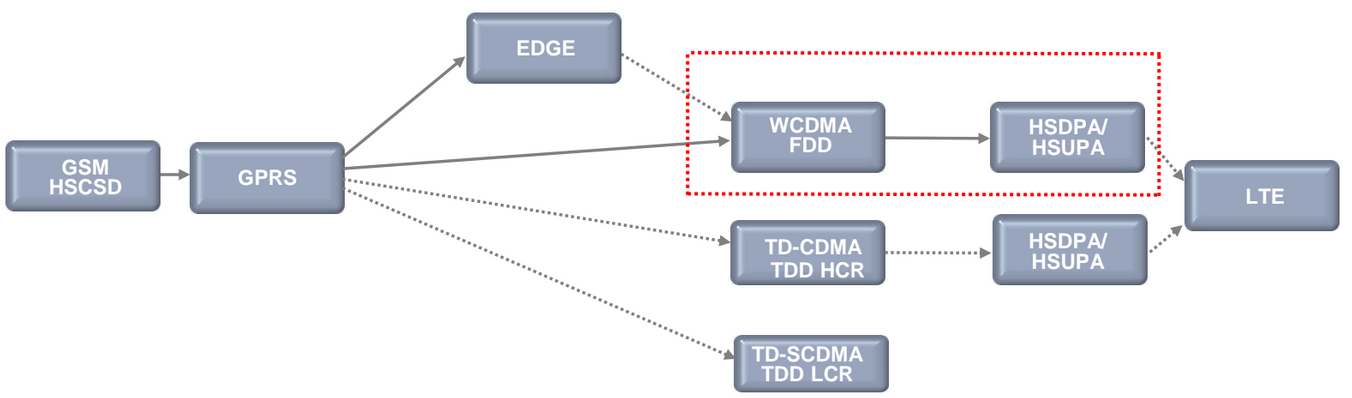 EDGE
WCDMA
FDD
HSDPA/
HSUPA
GSM
HSCSD
GPRS
LTE
TD-CDMA
TDD HCR
HSDPA/
HSUPA
TD-SCDMA
TDD LCR